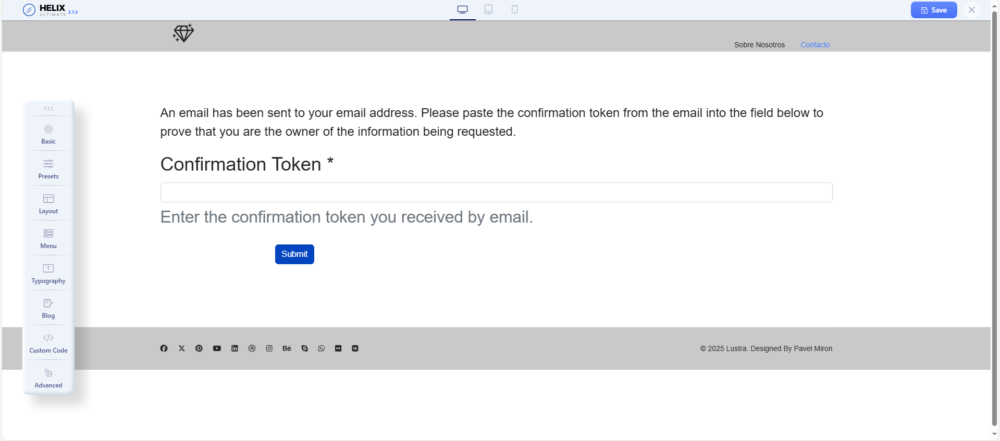 HELIX
ULTIMATE 2.1.3
Save
Sobre Nosotros
Contacto
Basic
Presets
Layout
Menu
Typography
Blog
Custom Code
Advanced
An email has been sent to your email address. Please paste the confirmation token from the email into the field below to
prove that you are the owner of the information being requested.
Confirmation Token *
Enter the confirmation token you received by email.
Submit
© 2025 Lustra. Designed By Pavel Miron